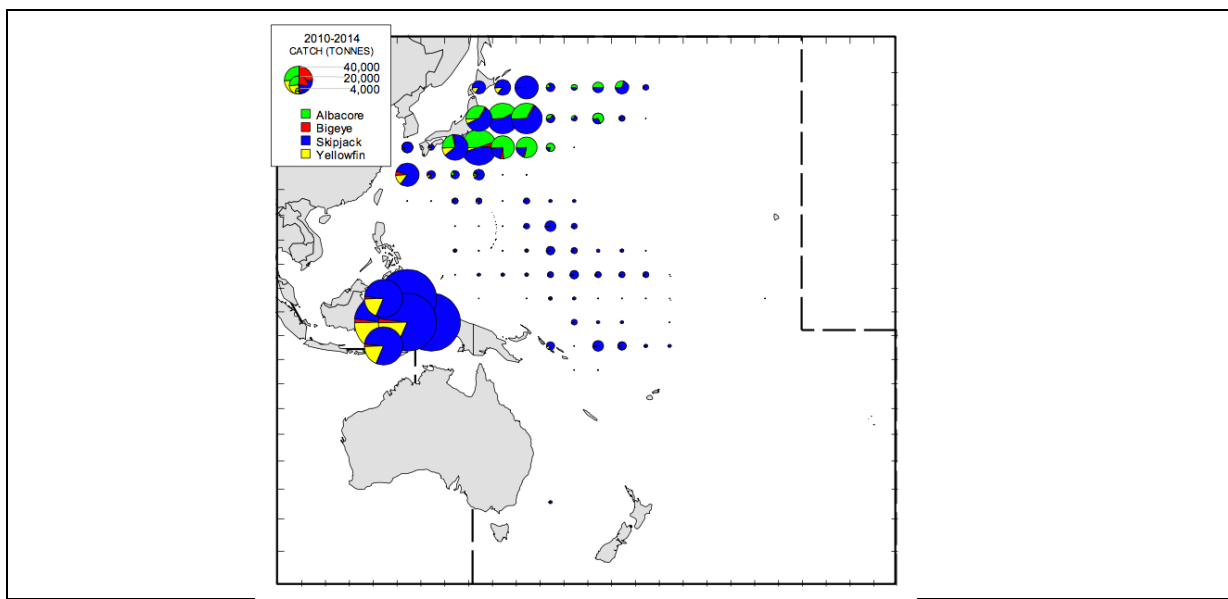 2010-2014
CATCH (TONNES)
40,000
20,000
4,000
Albacore
Bigeye
Skipjack
Yellowfin